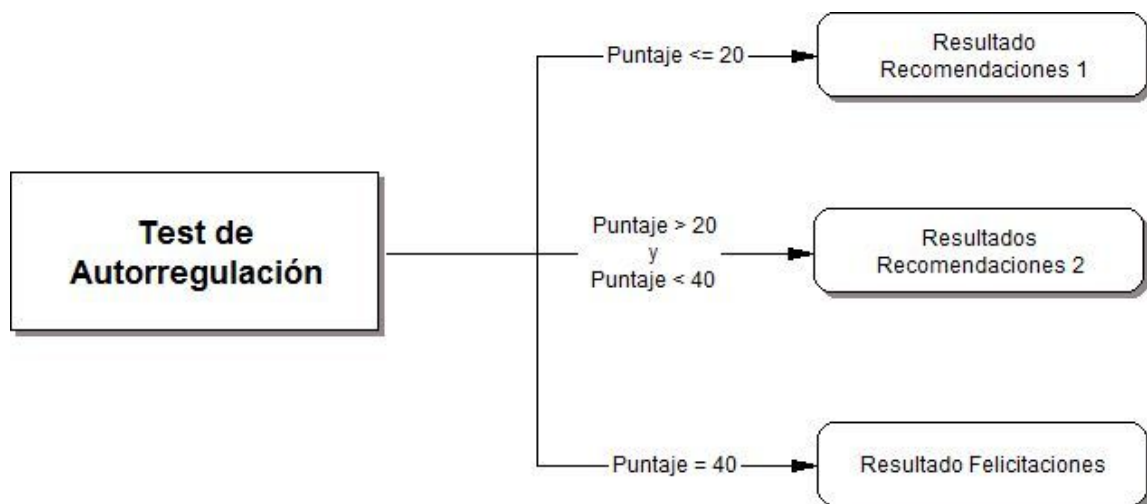 Puntaje <= 20
Resultado
Recomendaciones 1
Test de
Autorregulación
Puntaje > 20
y
Puntaje < 40
Resultados
Recomendaciones 2
Puntaje = 40
Resultado Felicitaciones